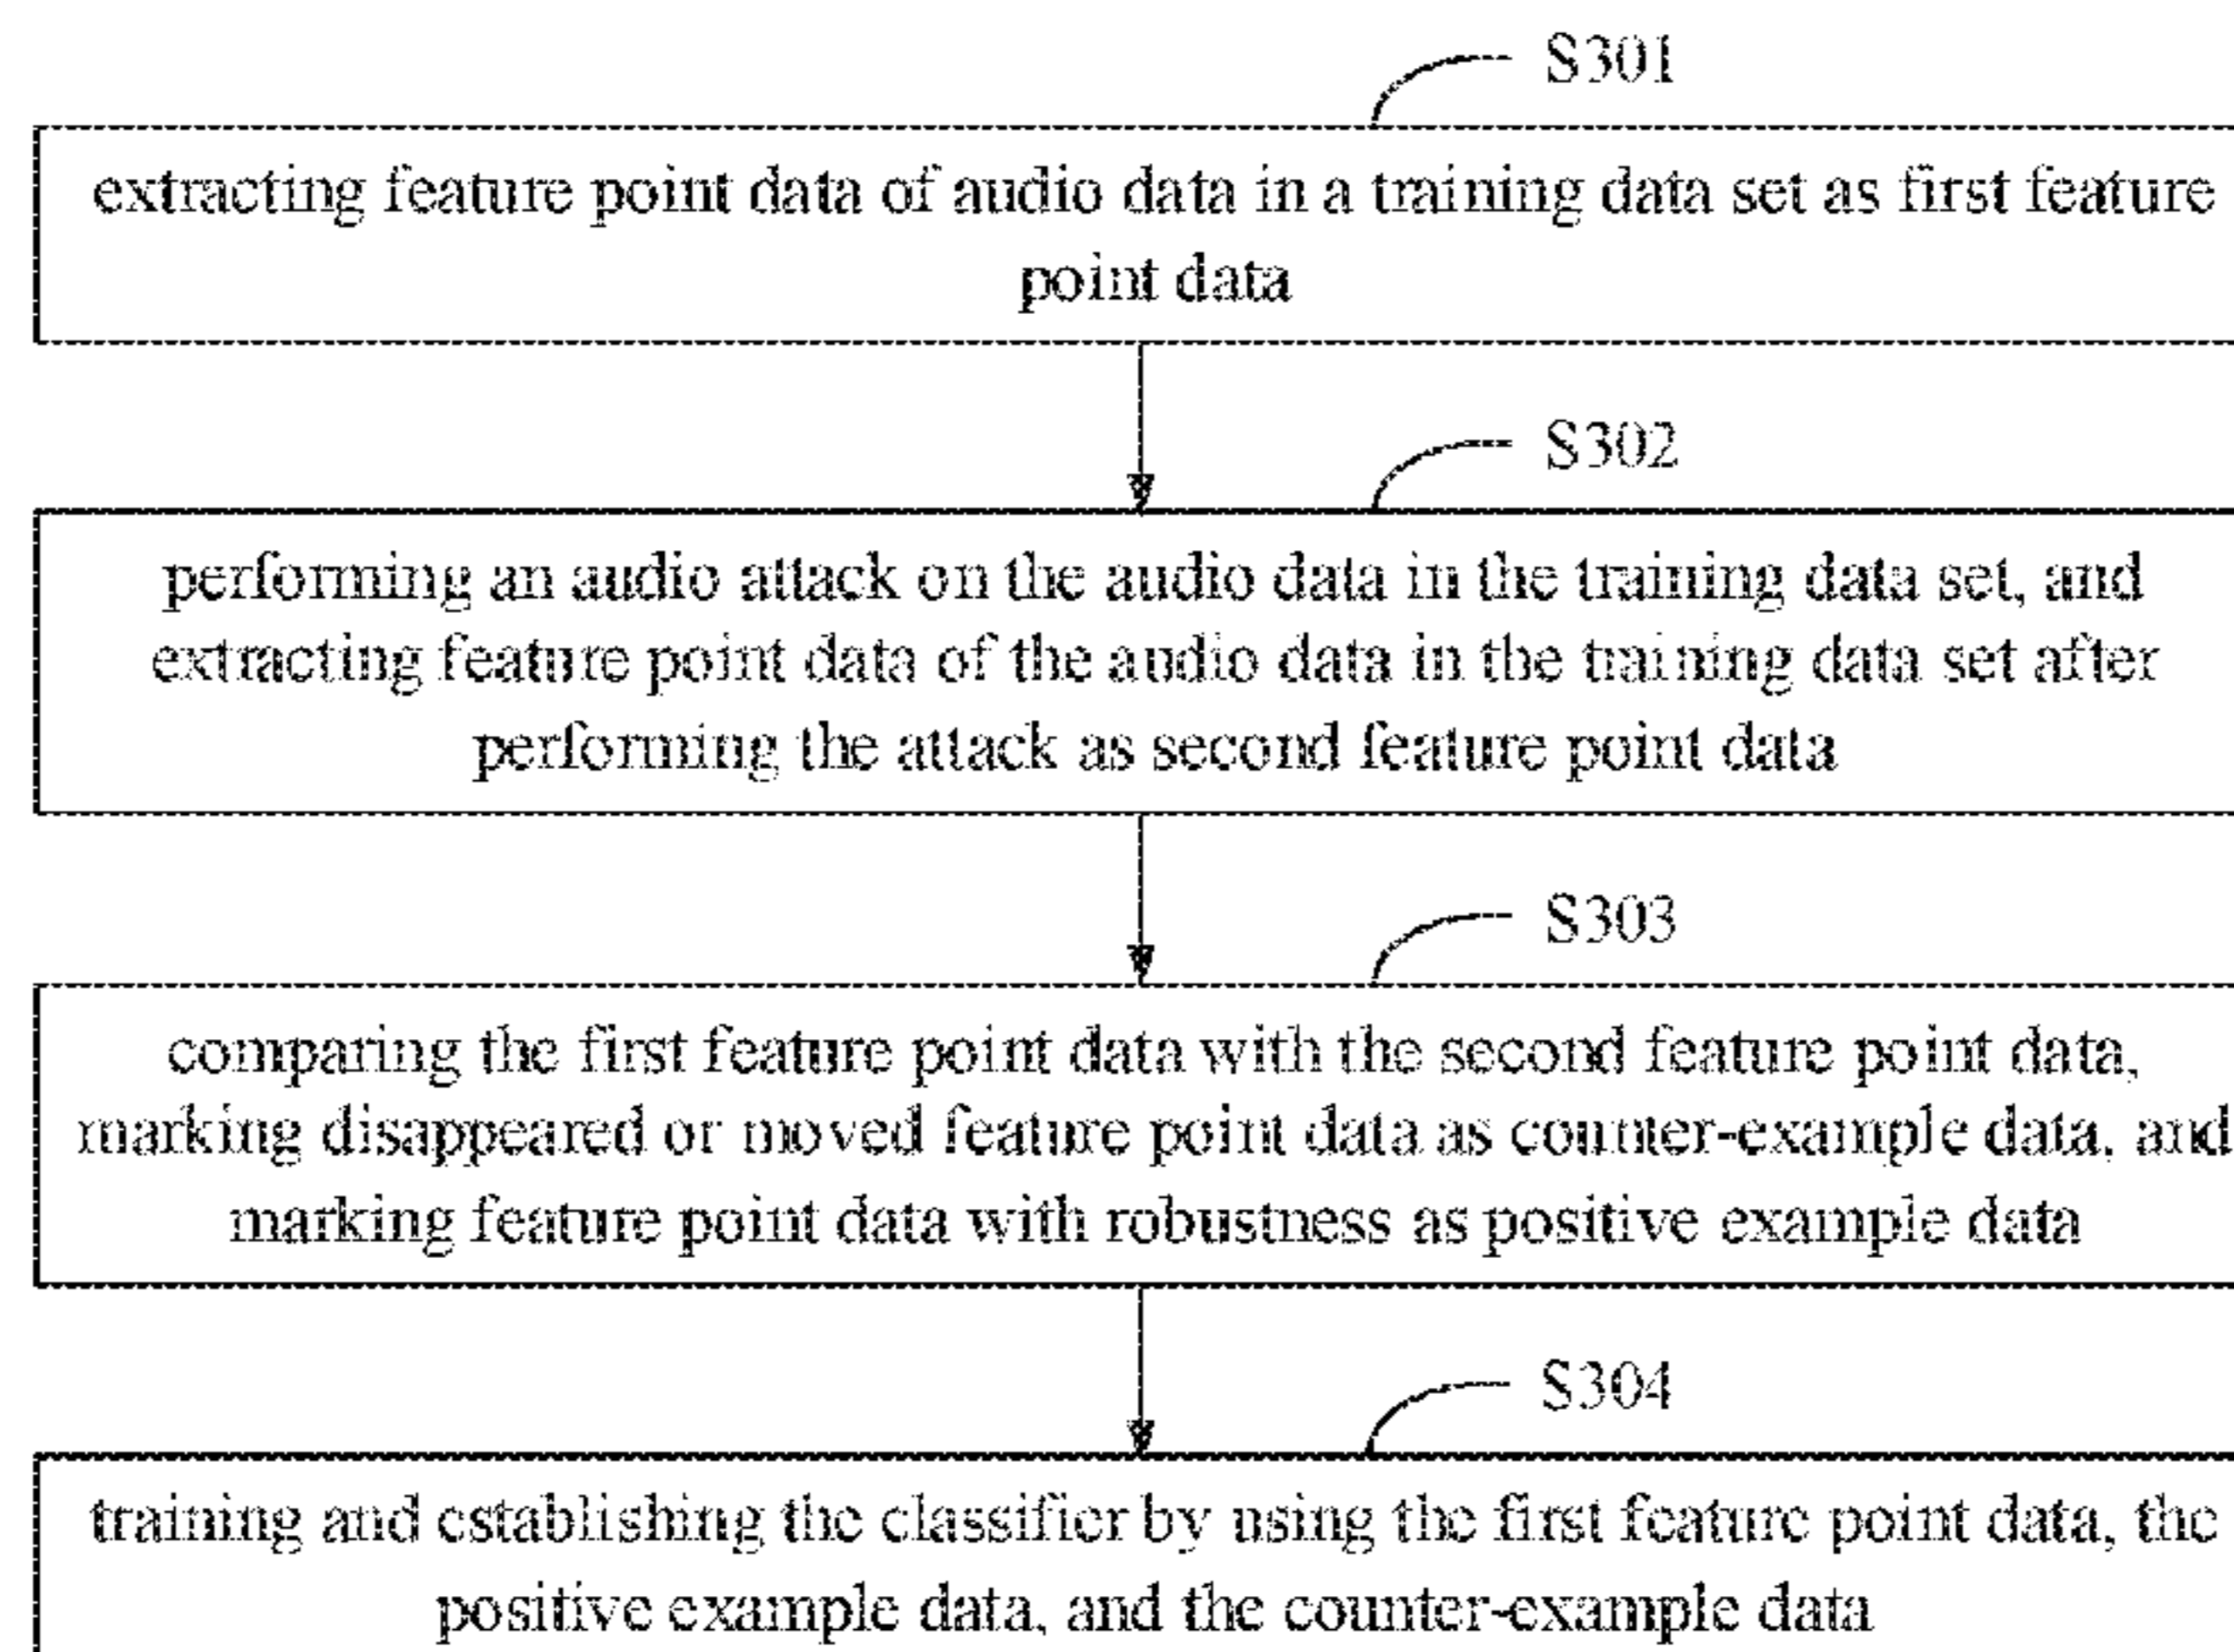 S301
extracting feature point data of audio data in a training data set as first feature
point data
S302
performing an audio attack on the audio data in the training data set, and
extracting feature point data of the audio data in the training data set after
performing the attack as second feature point data
S303
comparing the first feature point data with the second feature point data,
marking disappeared or moved feature point data as counter-example data, and
marking feature point data with robustness as positive example data
S304
training and establishing the classifier by using the first feature point data, the
positive example data, and the counter-example data